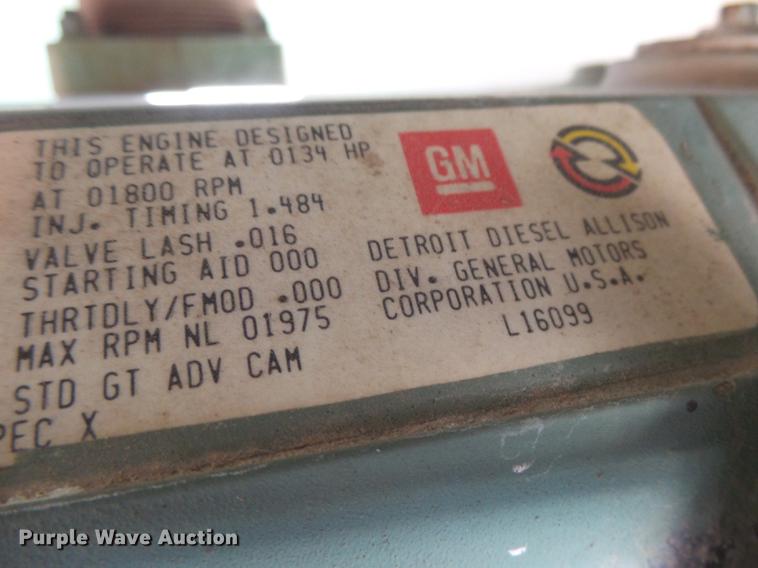 THIS ENGINE DESIGNED
TO OPERATE AT 0134 HP
AT 01800 RPM
INJ. TIMING 1.484
VALVE LASH .016
STARTING AID 000
THRTDLY/FMOD .000
MAX RPM NL 01975
STD GT ADV CAM
PEC X
GM
DETROIT DIESEL ALLISON
DIV. GENERAL MOTORS
CORPORATION U.S.A.
L16099
Purple Wave Auction